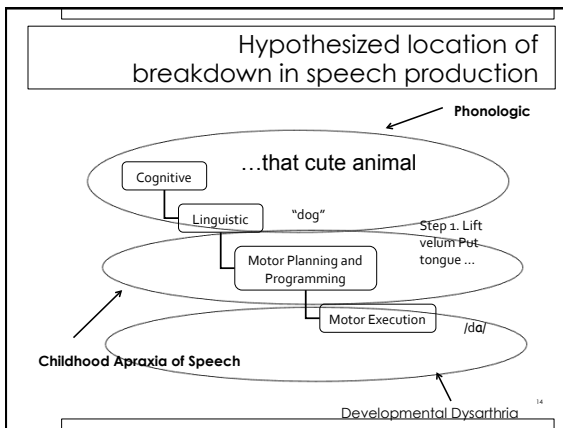 Hypothesized location of
breakdown in speech production
Phonologic
...that cute animal
Cognitive
Linguistic
"dog"
Step 1. Lift
velum Put
tongue ...
Motor Planning and
Programming
Motor Execution
/da/
Childhood Apraxia of Speech
14
Developmental Dysarthria